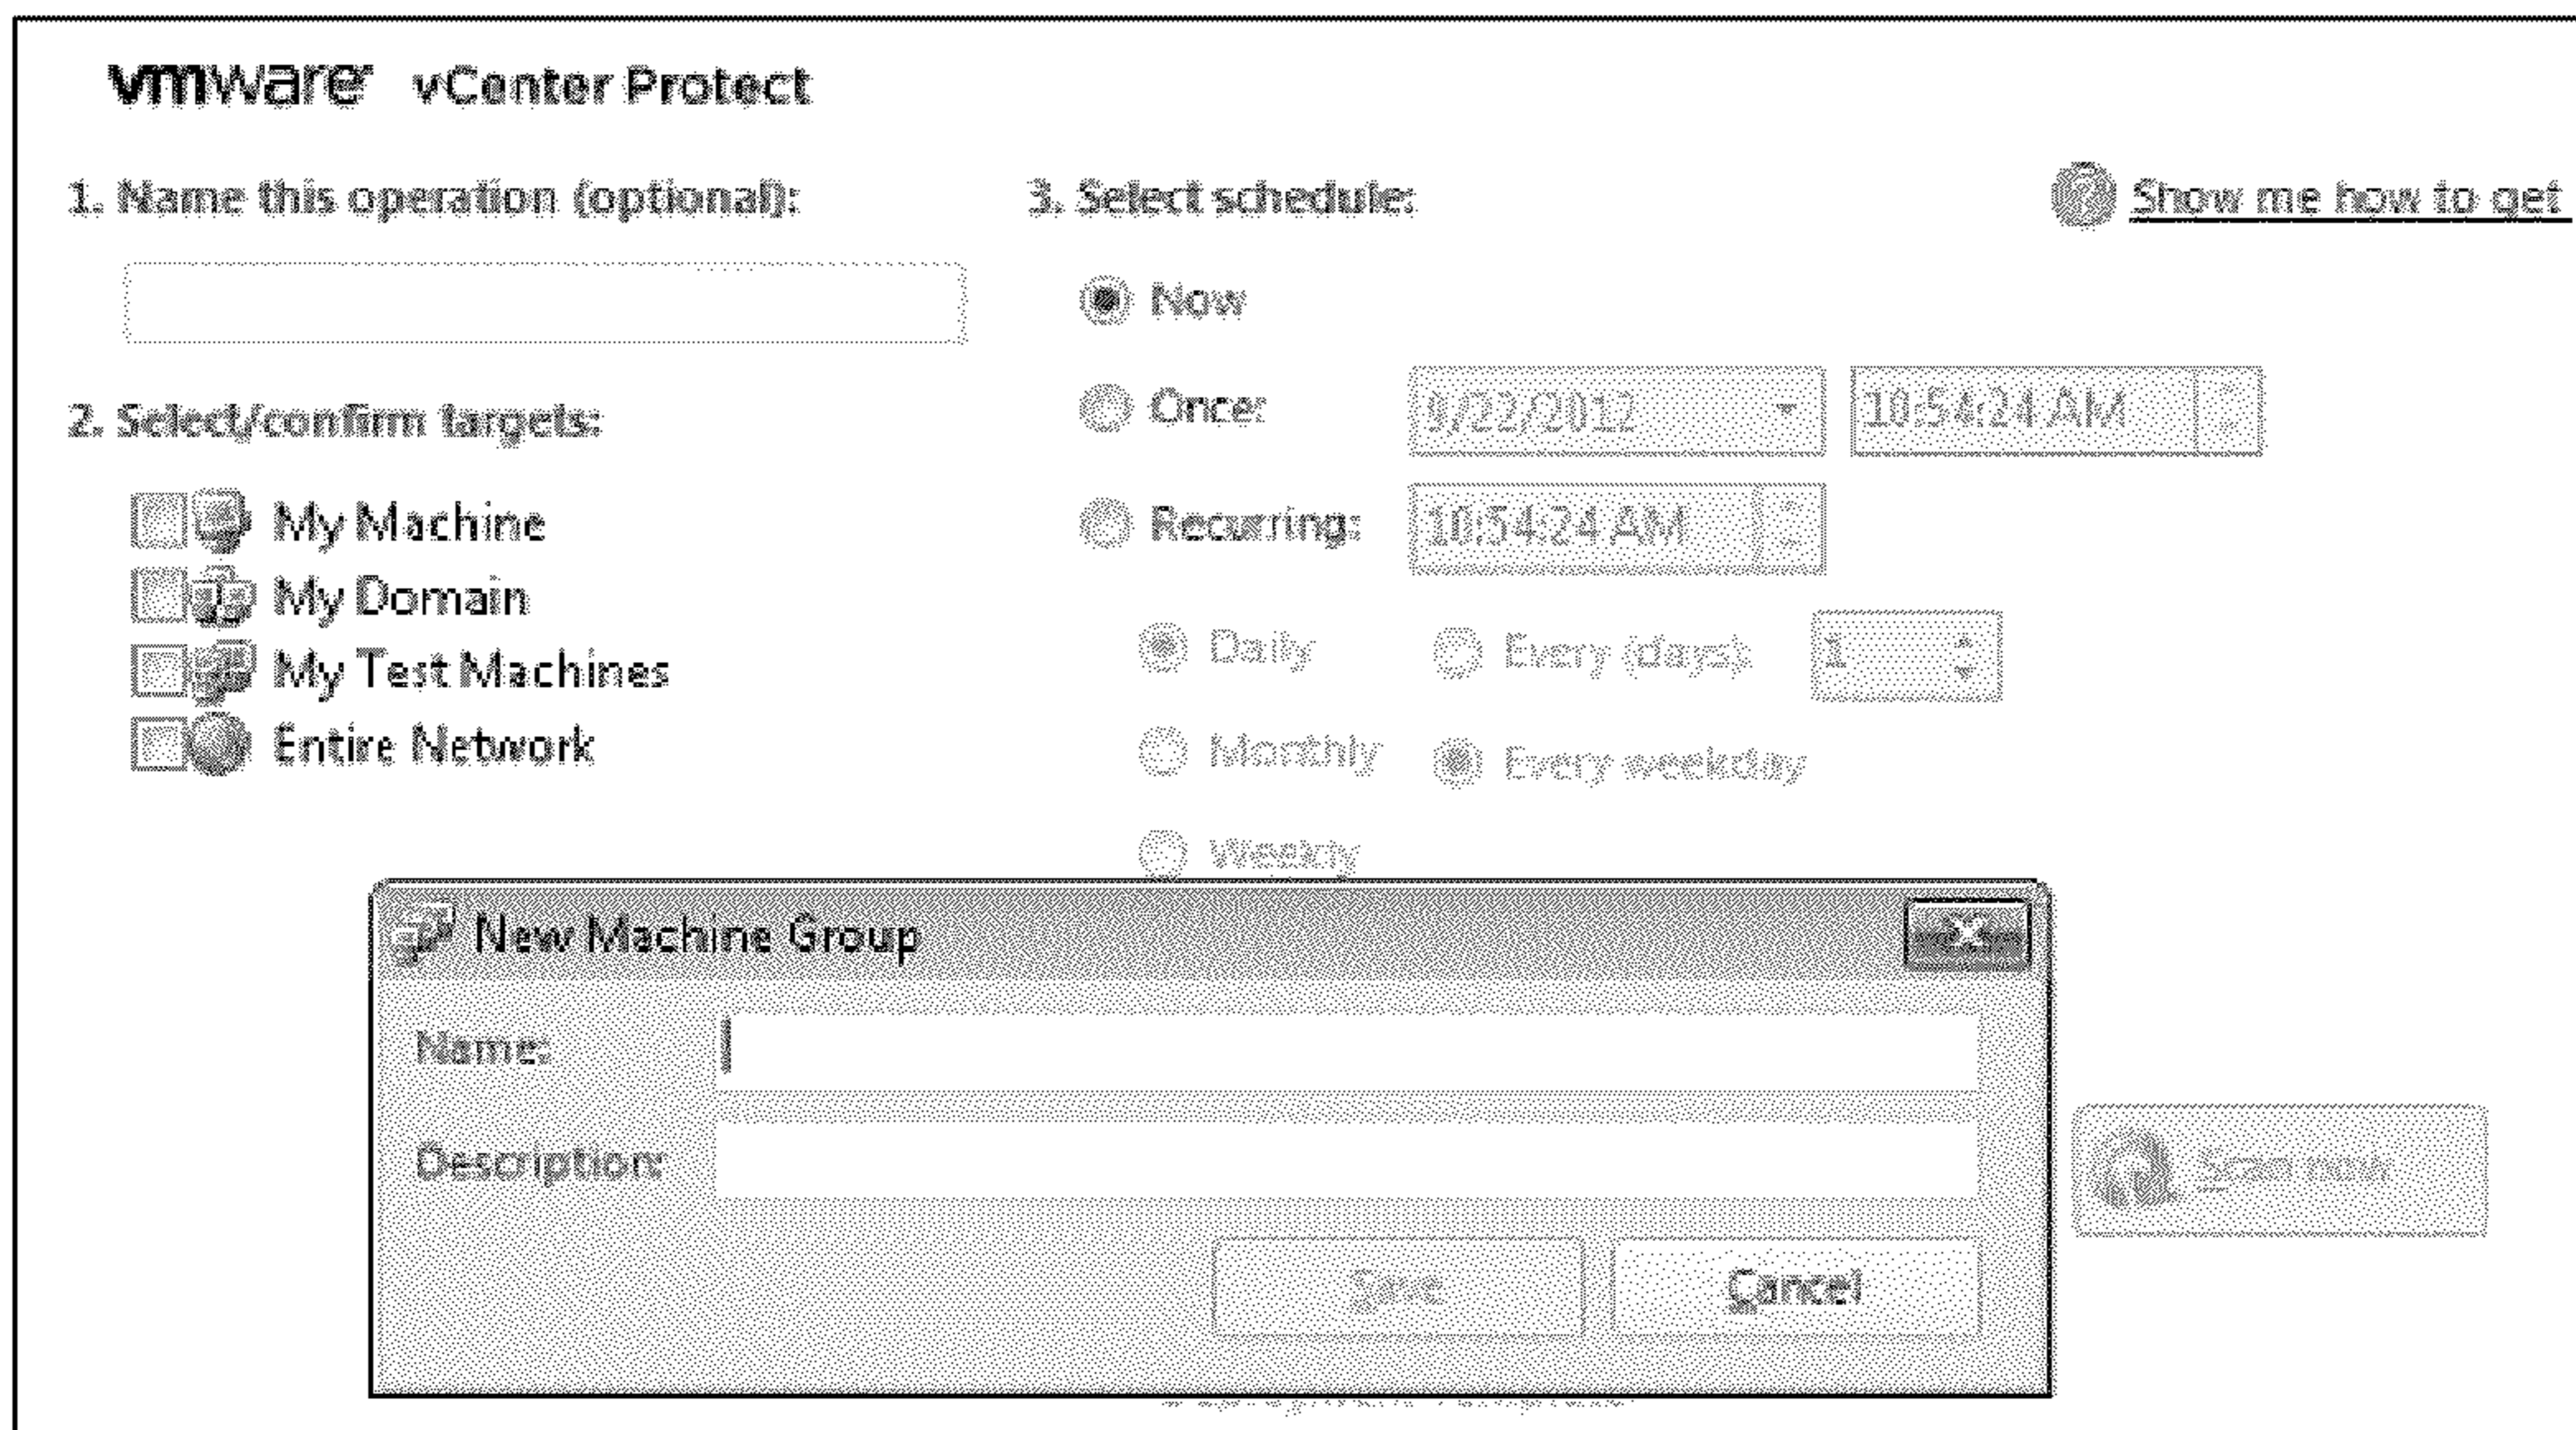 vmware vCenter Protect
1. Name this operation (optional):
3. Select schedule:
Show me how to get
Now
2. Select/confirm targets:
Once:
9/22/2012
10:54:24 AM
My Machine
Recurring:
10:54:24 AM
My Domain
My Test Machines
Daily
Every (days):
1
Entire Network
Monthly
Every weekday
Weekly
New Machine Group
Name:
Description:
Scan now
Save
Cancel